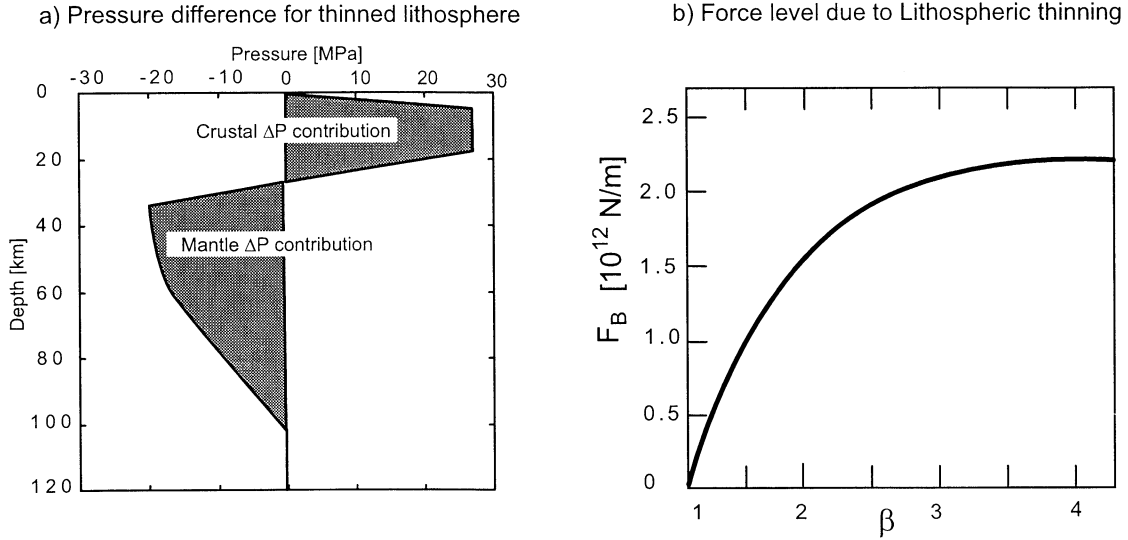 a) Pressure difference for thinned lithosphere
Pressure [MPa]
-30 -20 -10 0 10 20 30
0
20
40
60
80
100
120
Depth [km]
Crustal ΔP contribution
Mantle ΔP contribution
b) Force level due to Lithospheric thinning
F_B [10^12 N/m]
2.5
2.0
1.5
1.0
0.5
0
1 2 3 4
β